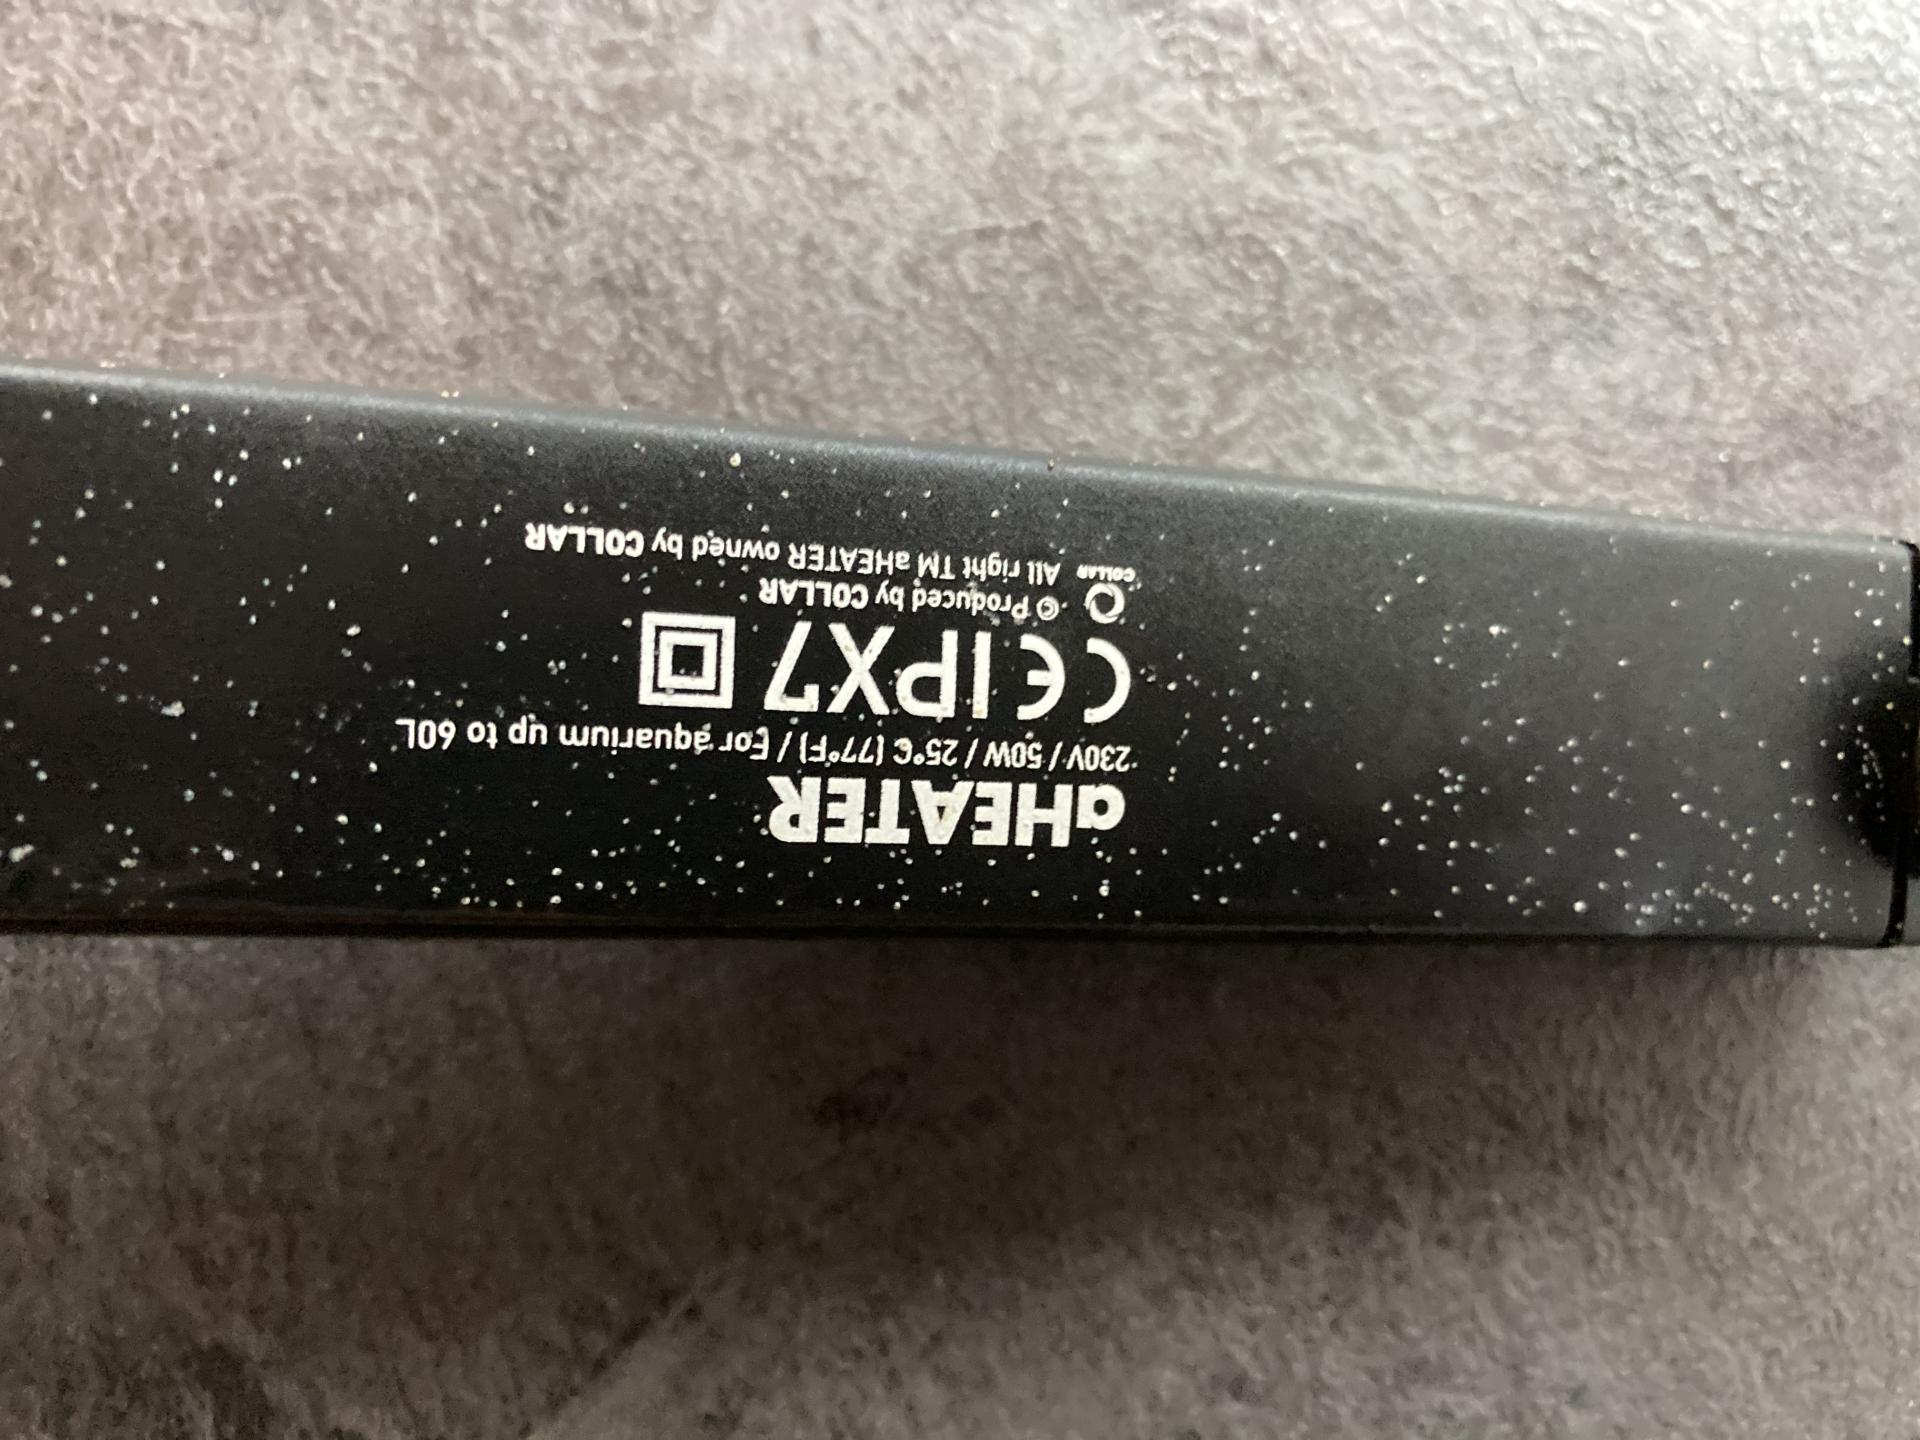 aHEATER
230V / 50W / 25°C (77°F) / For aquarium up to 60L
CE IPX7
© Produced by COLLAR
COLLAR All right TM aHEATER owned by COLLAR